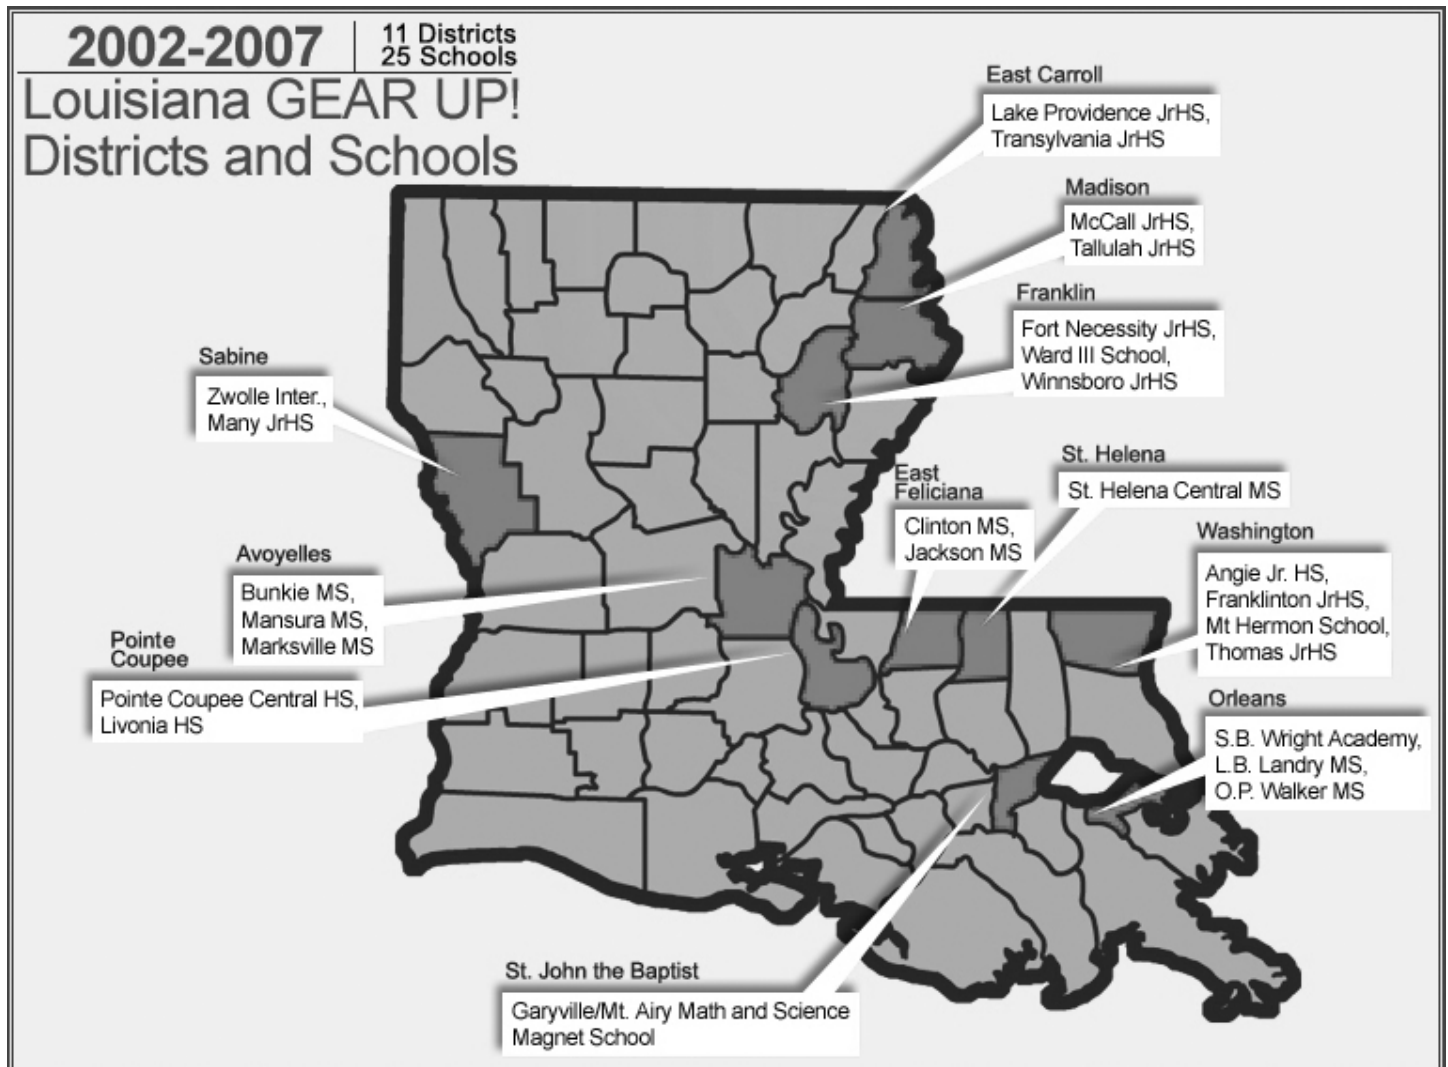 2002-2007
11 Districts
25 Schools
Louisiana GEAR UP!
Districts and Schools
East Carroll
Lake Providence JrHS,
Transylvania JrHS
Madison
McCall JrHS,
Tallulah JrHS
Franklin
Fort Necessity JrHS,
Ward III School,
Winnsboro JrHS
Sabine
Zwolle Inter.,
Many JrHS
St. Helena
St. Helena Central MS
East
Feliciana
Clinton MS,
Jackson MS
Washington
Angie Jr. HS,
Franklinton JrHS,
Mt Hermon School,
Thomas JrHS
Avoyelles
Bunkie MS,
Mansura MS,
Marksville MS
Pointe
Coupee
Pointe Coupee Central HS,
Livonia HS
Orleans
S.B. Wright Academy,
L.B. Landry MS,
O.P. Walker MS
St. John the Baptist
Garyville/Mt. Airy Math and Science
Magnet School